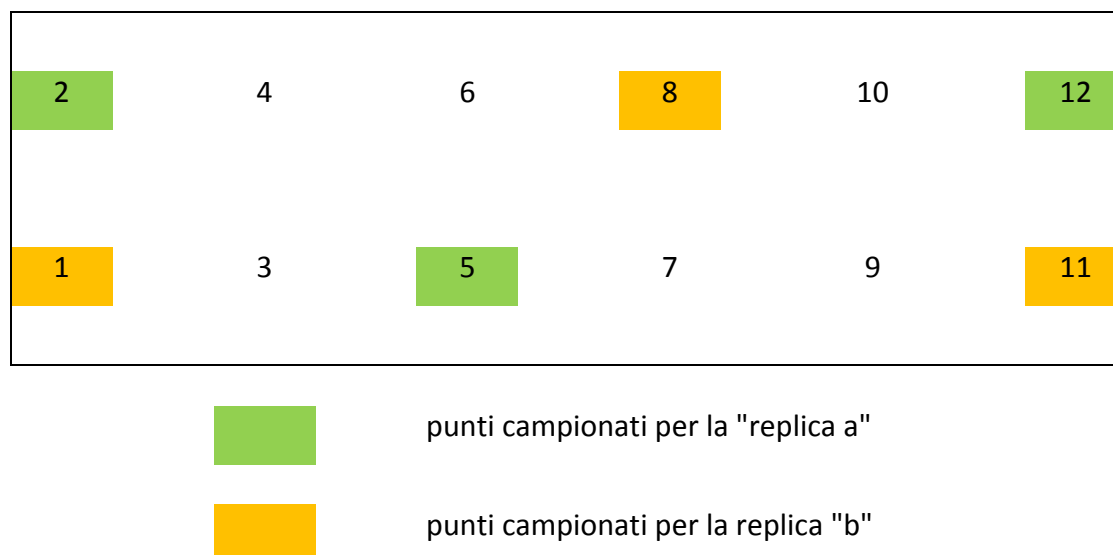 2 4 6 8 10 12
1 3 5 7 9 11
punti campionati per la "replica a"
punti campionati per la replica "b"